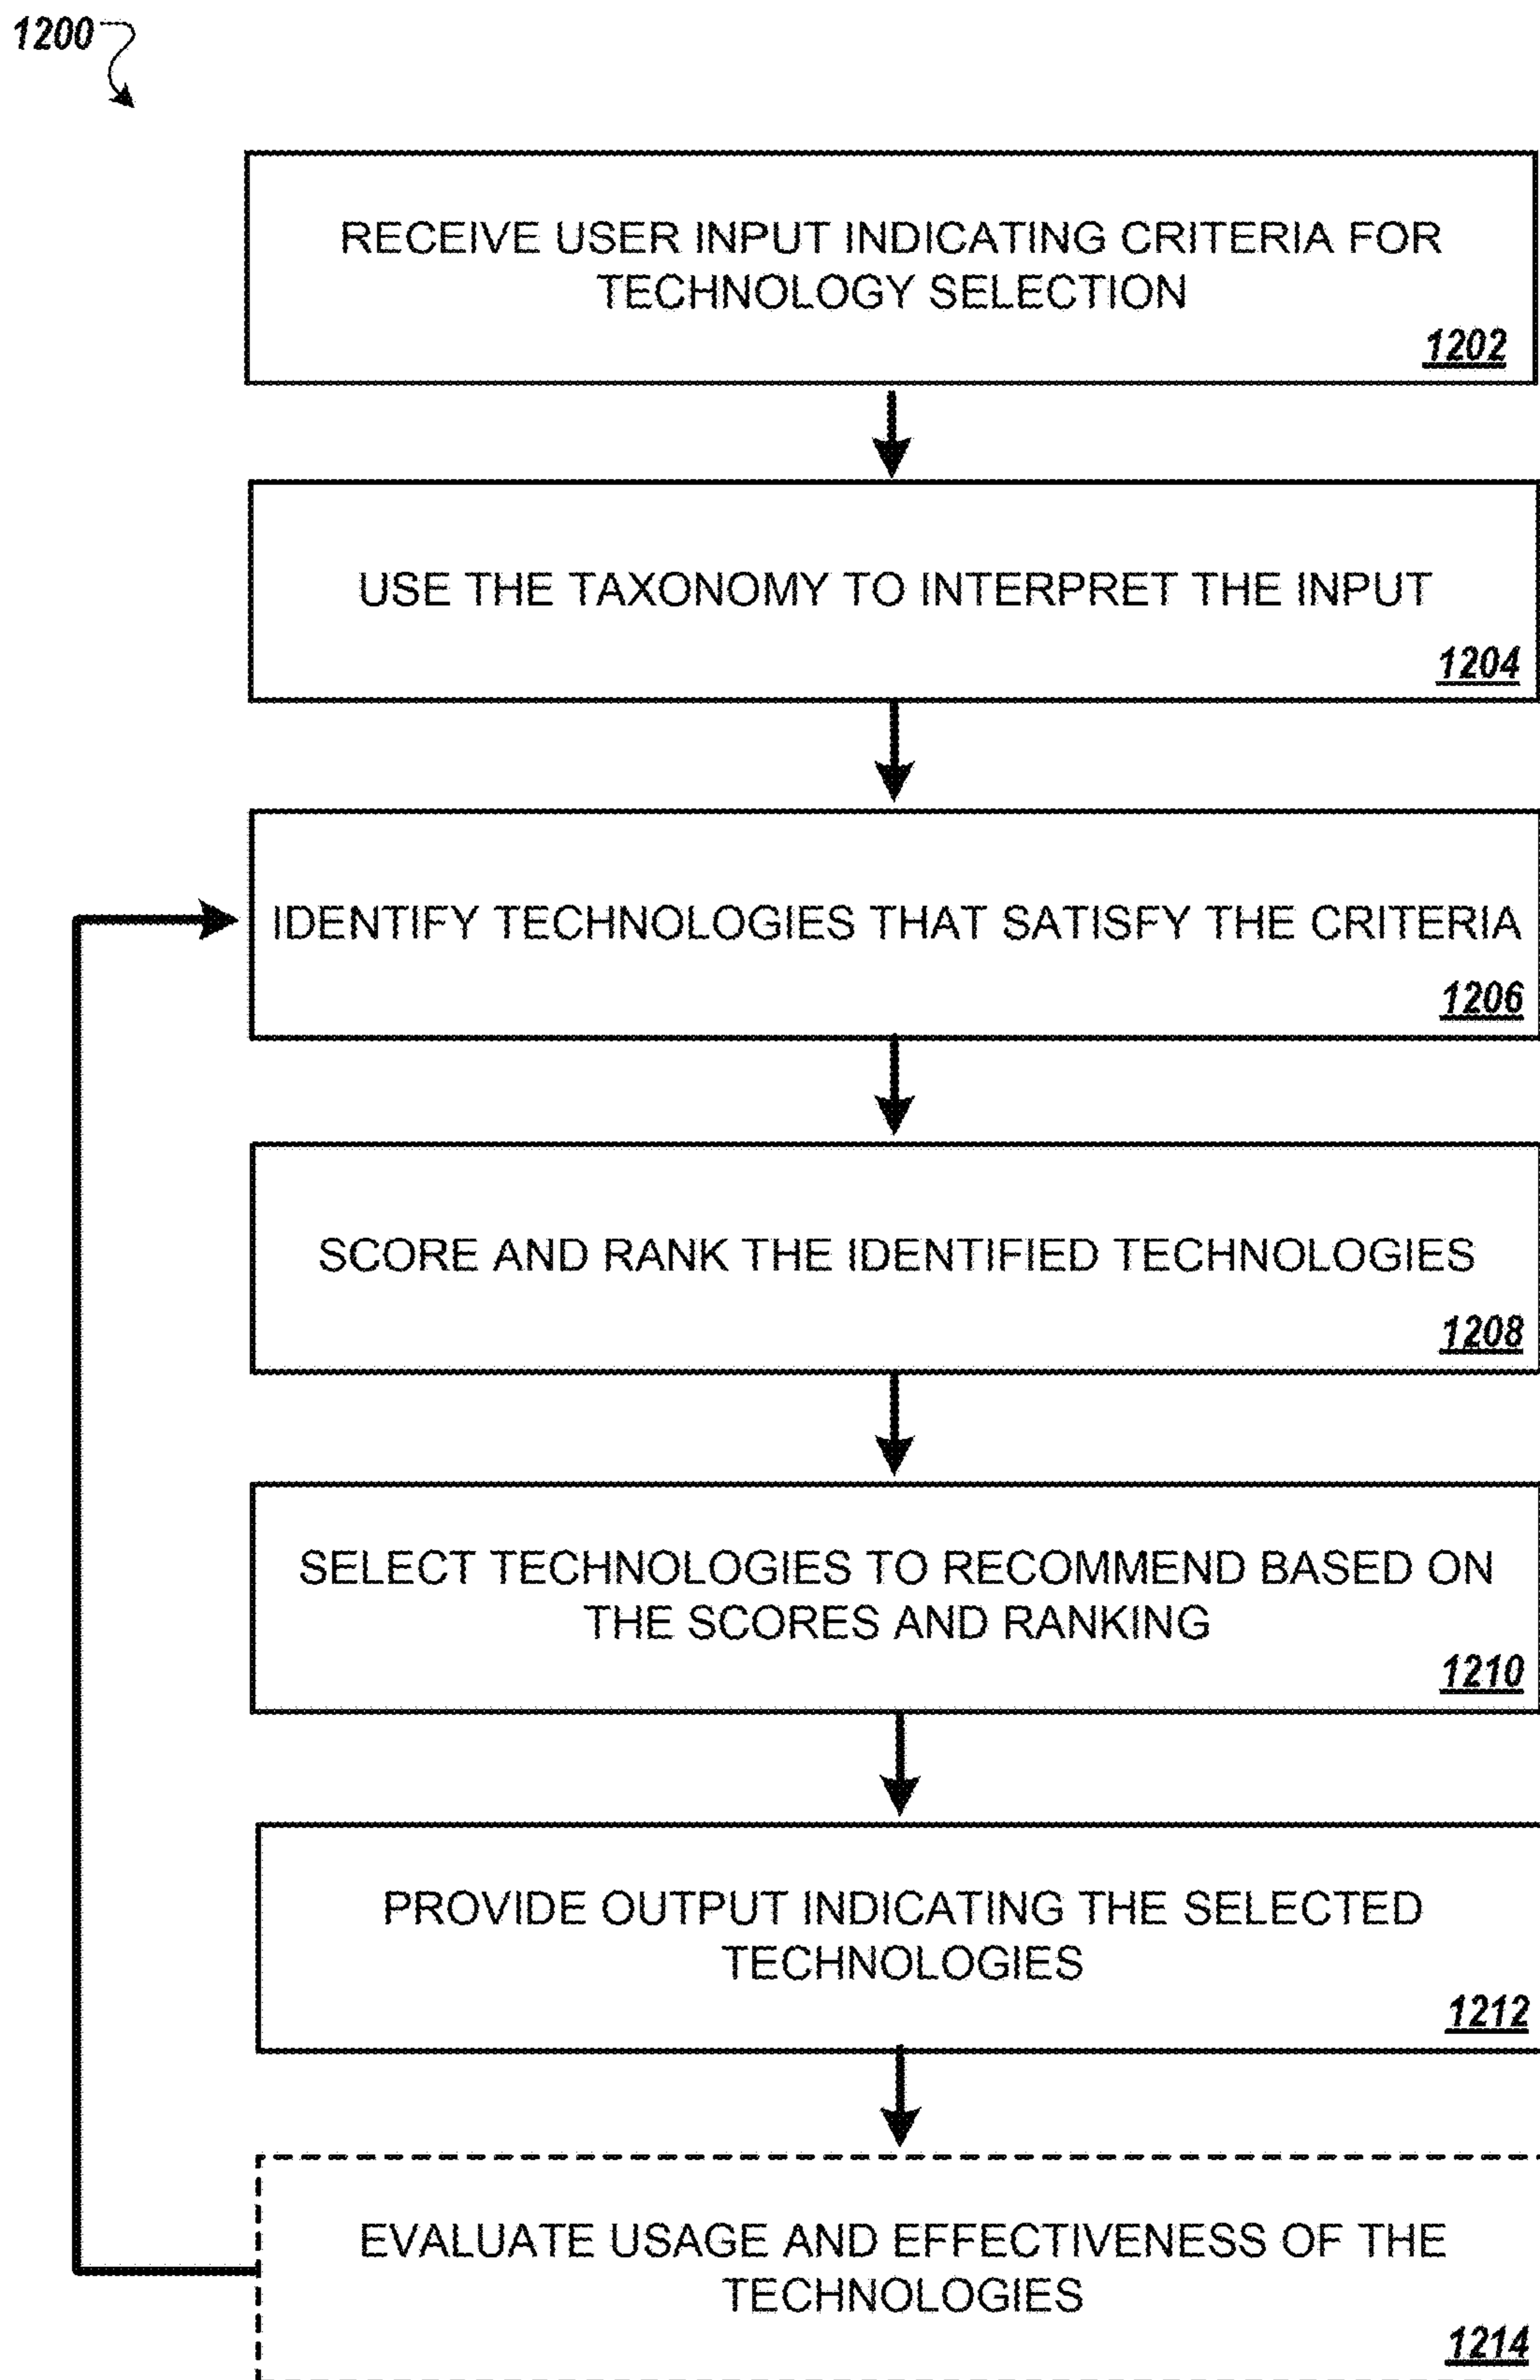 1200
RECEIVE USER INPUT INDICATING CRITERIA FOR
TECHNOLOGY SELECTION
1202
USE THE TAXONOMY TO INTERPRET THE INPUT
1204
IDENTIFY TECHNOLOGIES THAT SATISFY THE CRITERIA
1206
SCORE AND RANK THE IDENTIFIED TECHNOLOGIES
1208
SELECT TECHNOLOGIES TO RECOMMEND BASED ON
THE SCORES AND RANKING
1210
PROVIDE OUTPUT INDICATING THE SELECTED
TECHNOLOGIES
1212
EVALUATE USAGE AND EFFECTIVENESS OF THE
TECHNOLOGIES
1214